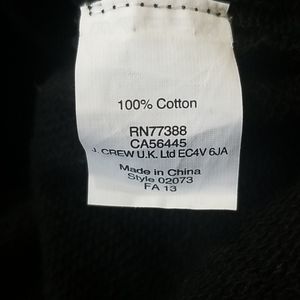 100% Cotton
RN77388
CA56445
J. CREW U.K. Ltd EC4V 6JA
Made in China
Style 02073
FA 13